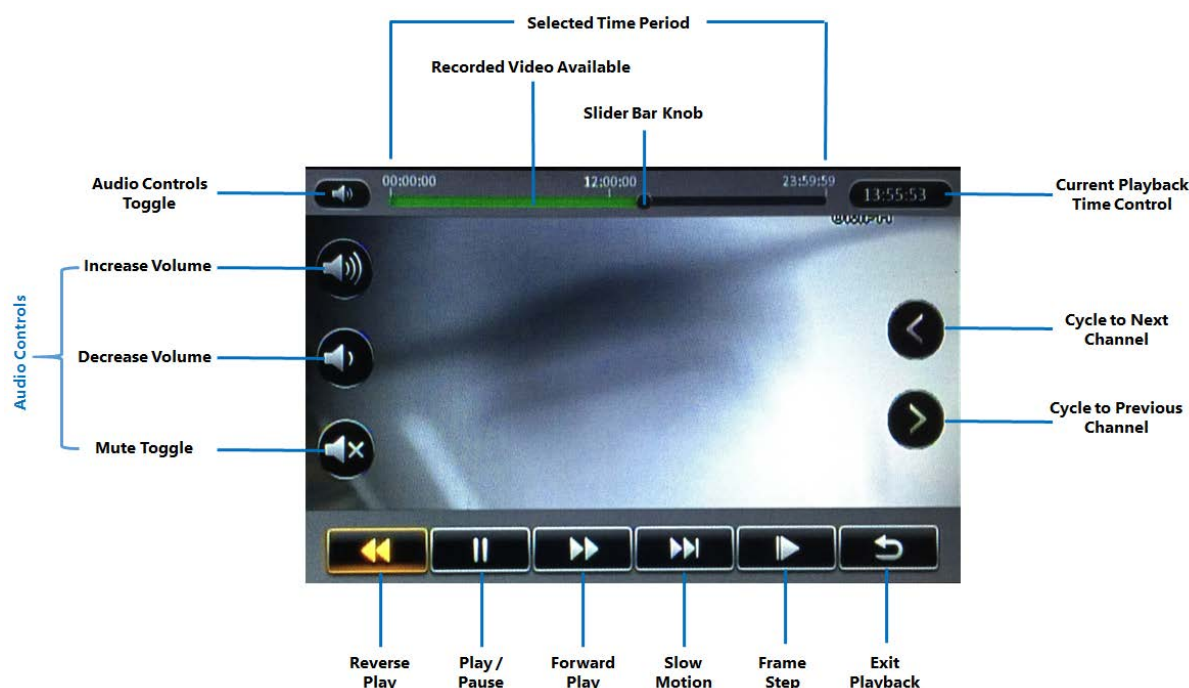 Selected Time Period
Recorded Video Available
Slider Bar Knob
00:00:00
12:00:00
23:59:59
13:55:53
Audio Controls
Toggle
Current Playback
Time Control
0MPH
Increase Volume
Audio Controls
Decrease Volume
Mute Toggle
Cycle to Next
Channel
Cycle to Previous
Channel
Reverse
Play
Play /
Pause
Forward
Play
Slow
Motion
Frame
Step
Exit
Playback